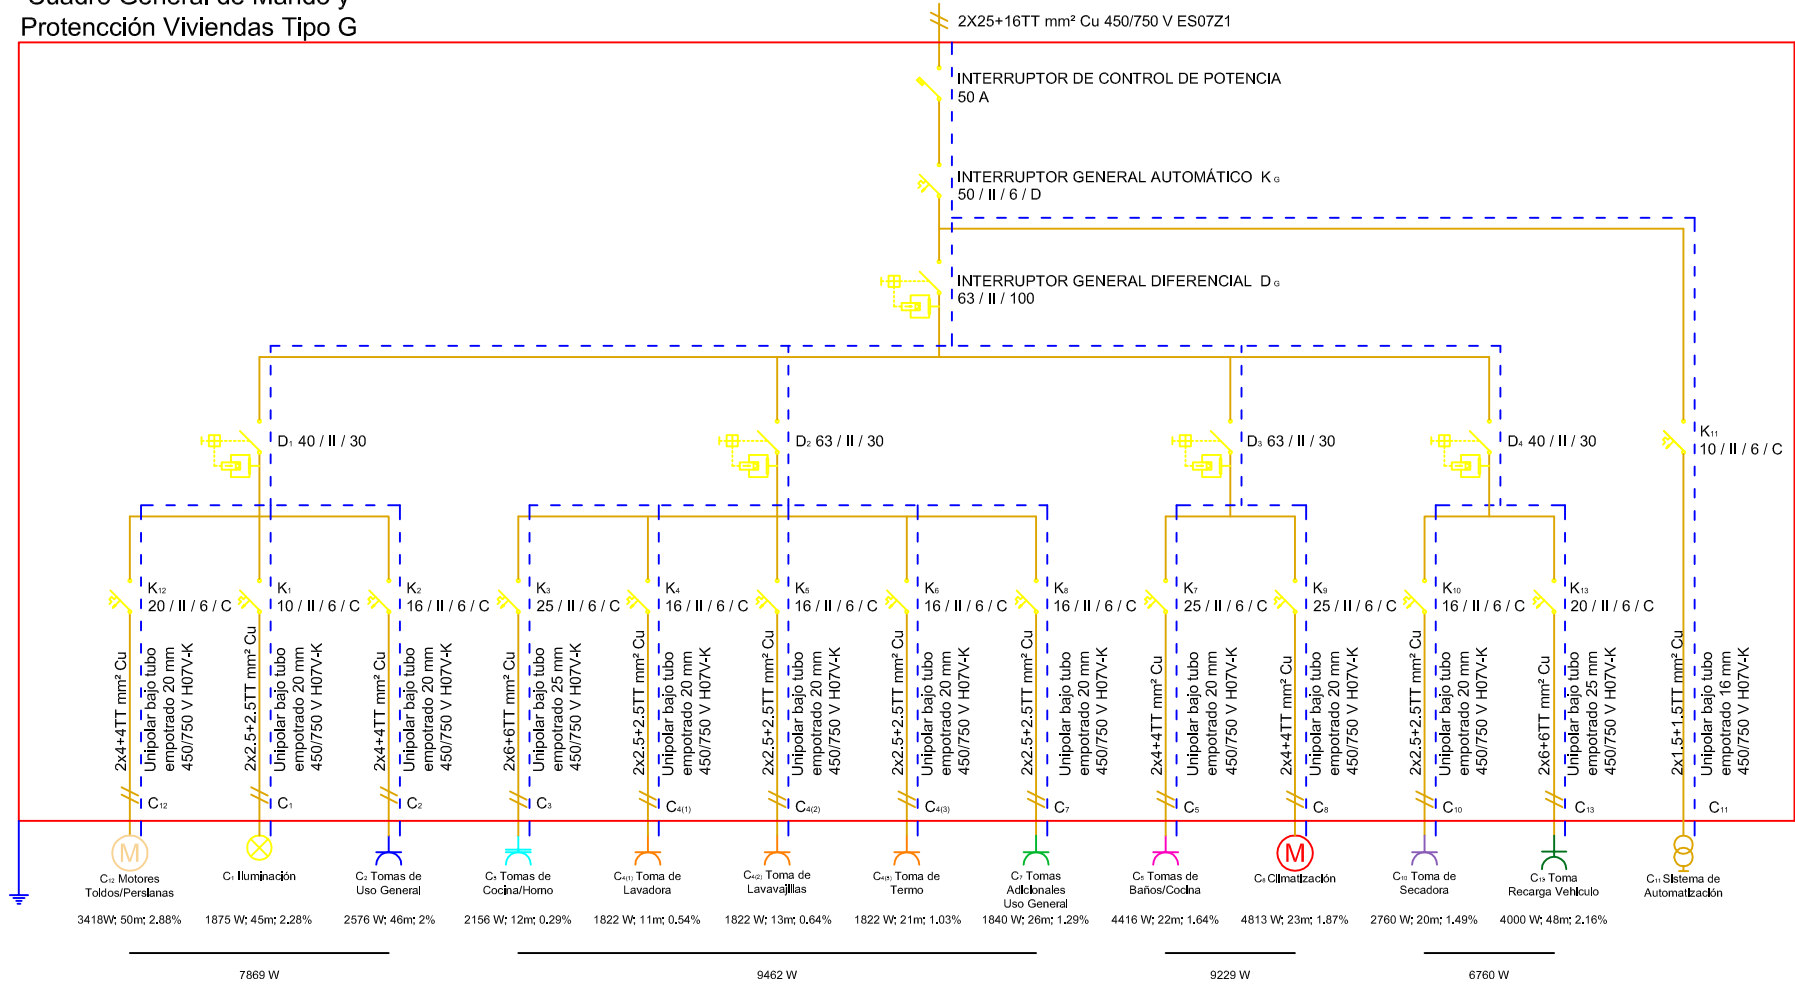 Cuadro General de Mando y
Protencción Viviendas Tipo G
2X25+16TT mm² Cu 450/750 V ES07Z1
INTERRUPTOR DE CONTROL DE POTENCIA
50 A
INTERRUPTOR GENERAL AUTOMÁTICO K G
50 / II / 6 / D
INTERRUPTOR GENERAL DIFERENCIAL D G
63 / II / 100
D1 40 / II / 30
D2 63 / II / 30
D3 63 / II / 30
D4 40 / II / 30
K11
10 / II / 6 / C
K12
20 / II / 6 / C
K1
10 / II / 6 / C
K2
16 / II / 6 / C
K3
25 / II / 6 / C
K4
16 / II / 6 / C
K5
16 / II / 6 / C
K6
16 / II / 6 / C
K8
16 / II / 6 / C
K7
25 / II / 6 / C
K9
25 / II / 6 / C
K10
16 / II / 6 / C
K13
20 / II / 6 / C
2x4+4TT mm² Cu
Unipolar bajo tubo
empotrado 20 mm
450/750 V H07V-K
2x2.5+2.5TT mm² Cu
Unipolar bajo tubo
empotrado 20 mm
450/750 V H07V-K
2x4+4TT mm² Cu
Unipolar bajo tubo
empotrado 20 mm
450/750 V H07V-K
2x6+6TT mm² Cu
Unipolar bajo tubo
empotrado 25 mm
450/750 V H07V-K
2x2.5+2.5TT mm² Cu
Unipolar bajo tubo
empotrado 20 mm
450/750 V H07V-K
2x2.5+2.5TT mm² Cu
Unipolar bajo tubo
empotrado 20 mm
450/750 V H07V-K
2x2.5+2.5TT mm² Cu
Unipolar bajo tubo
empotrado 20 mm
450/750 V H07V-K
2x2.5+2.5TT mm² Cu
Unipolar bajo tubo
empotrado 20 mm
450/750 V H07V-K
2x4+4TT mm² Cu
Unipolar bajo tubo
empotrado 20 mm
450/750 V H07V-K
2x4+4TT mm² Cu
Unipolar bajo tubo
empotrado 20 mm
450/750 V H07V-K
2x2.5+2.5TT mm² Cu
Unipolar bajo tubo
empotrado 20 mm
450/750 V H07V-K
2x6+6TT mm² Cu
Unipolar bajo tubo
empotrado 25 mm
450/750 V H07V-K
2x1.5+1.5TT mm² Cu
Unipolar bajo tubo
empotrado 16 mm
450/750 V H07V-K
C12
C1
C2
C3
C4(1)
C4(2)
C4(3)
C7
C5
C8
C10
C13
C11
M
M
C12 Motores
Toldos/Persianas
C1 Iluminación
C2 Tomas de
Uso General
C3 Tomas de
Cocina/Horno
C4(1) Toma de
Lavadora
C4(2) Toma de
Lavavajillas
C4(3) Toma de
Termo
C7 Tomas
Adicionales
Uso General
C5 Tomas de
Baños/Cocina
C8 Climatización
C10 Toma de
Secadora
C13 Toma
Recarga Vehículo
C11 Sistema de
Automatización
3418W; 50m; 2.88%
1875 W; 45m; 2.28%
2576 W; 46m; 2%
2156 W; 12m; 0.29%
1822 W; 11m; 0.54%
1822 W; 13m; 0.64%
1822 W; 21m; 1.03%
1840 W; 26m; 1.29%
4416 W; 22m; 1.64%
4813 W; 23m; 1.87%
2760 W; 20m; 1.49%
4000 W; 48m; 2.16%
7869 W
9462 W
9229 W
6760 W